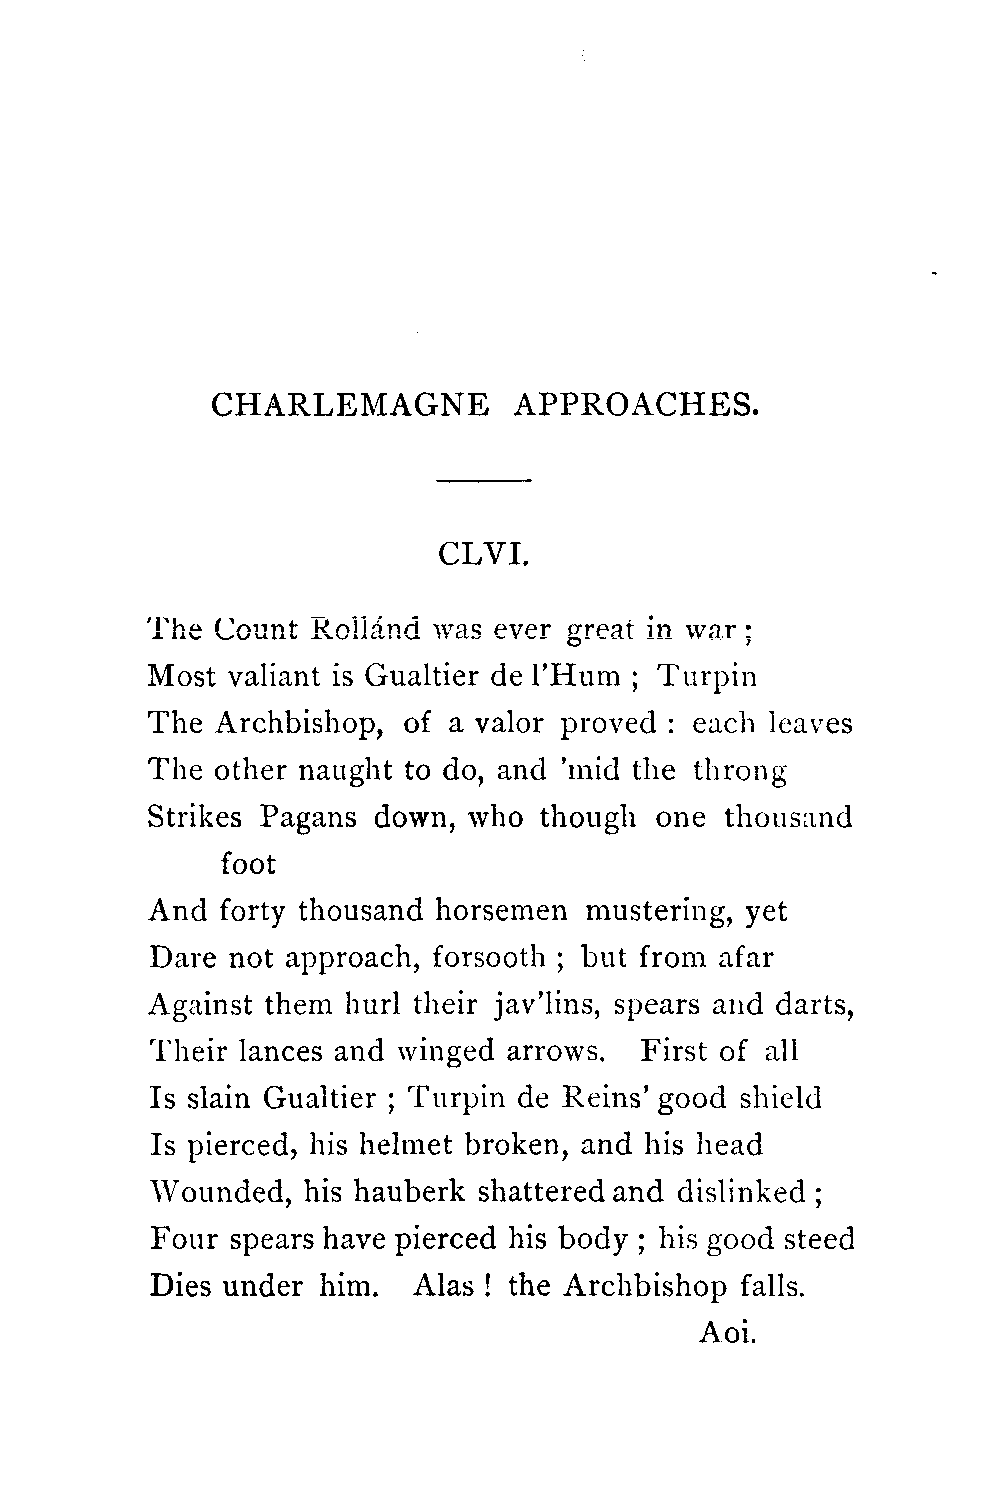 CHARLEMAGNE APPROACHES.
CLVI.
The Count Rollánd was ever great in war ;
Most valiant is Gualtier de l'Hum ; Turpin
The Archbishop, of a valor proved : each leaves
The other naught to do, and 'mid the throng
Strikes Pagans down, who though one thousand
foot
And forty thousand horsemen mustering, yet
Dare not approach, forsooth ; but from afar
Against them hurl their jav'lins, spears and darts,
Their lances and winged arrows. First of all
Is slain Gualtier ; Turpin de Reins' good shield
Is pierced, his helmet broken, and his head
Wounded, his hauberk shattered and dislinked ;
Four spears have pierced his body ; his good steed
Dies under him. Alas ! the Archbishop falls.
Aoi.